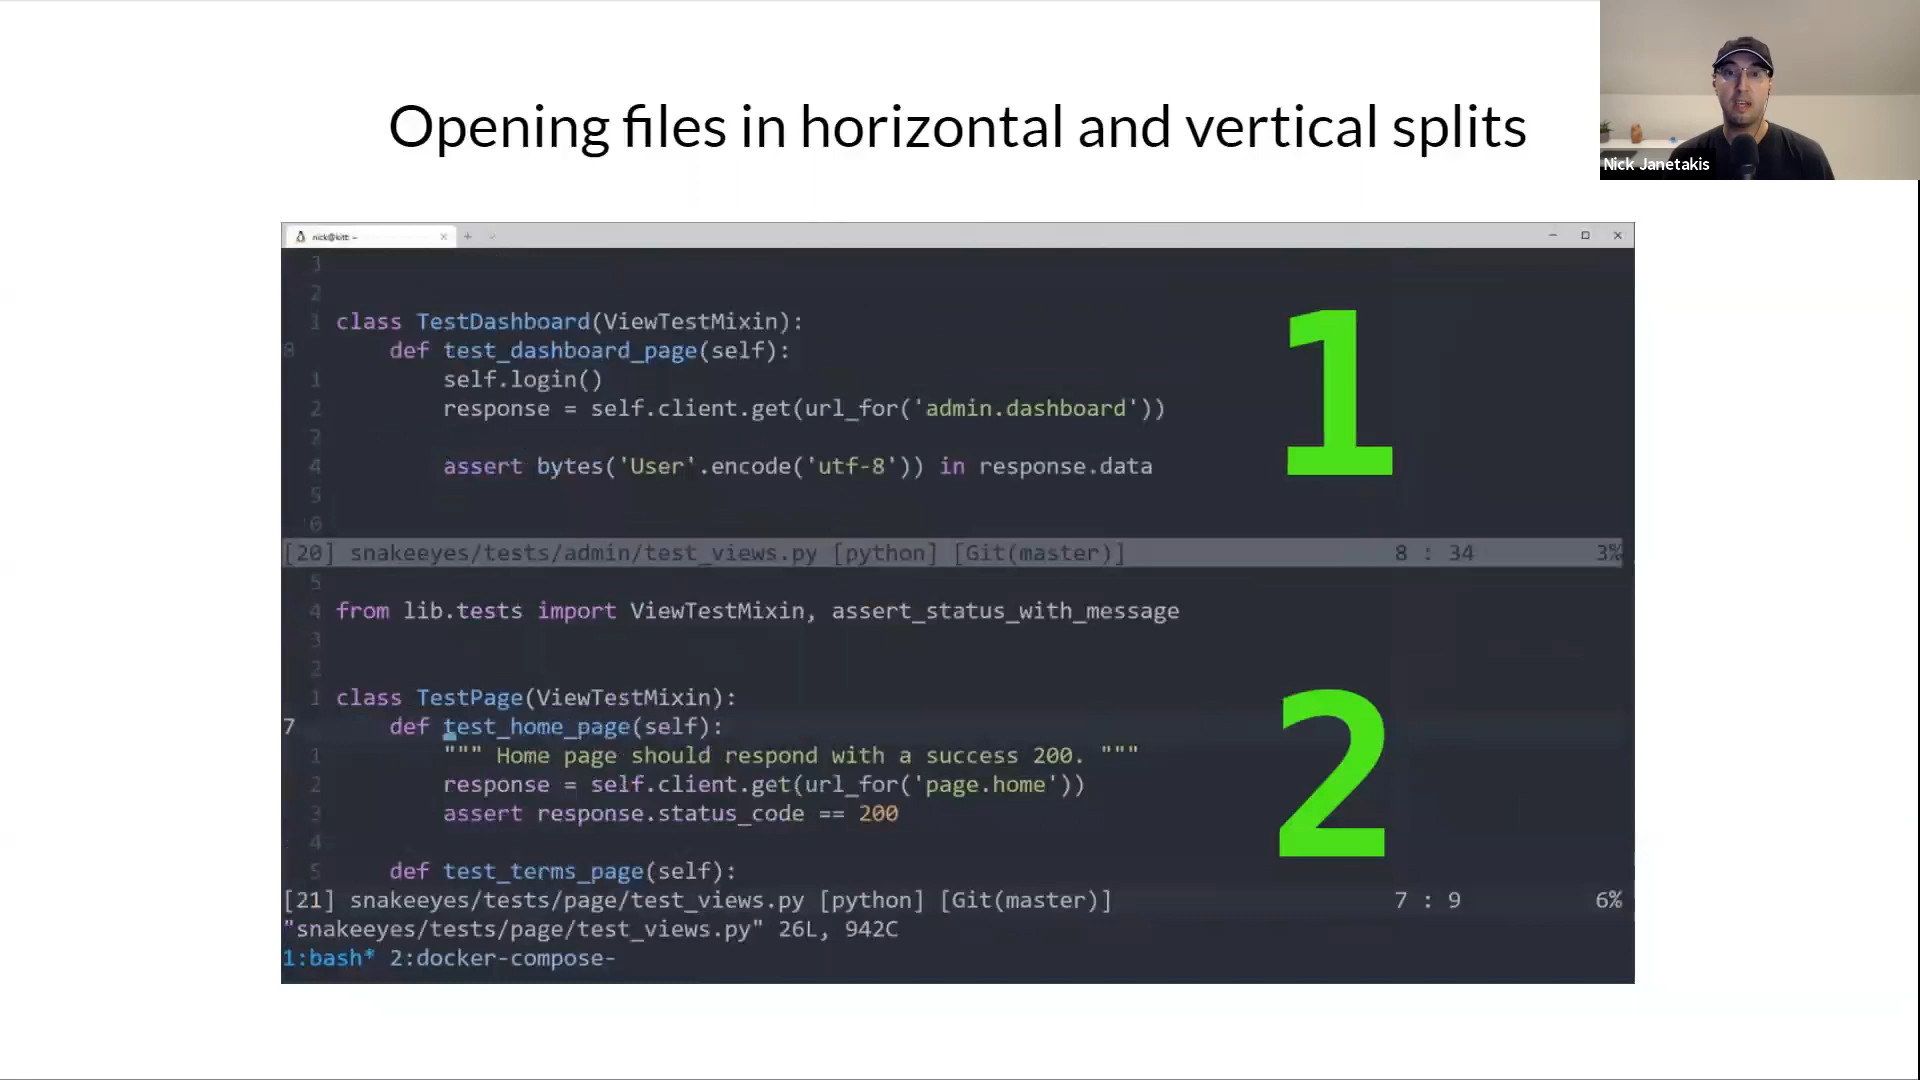 Opening files in horizontal and vertical splits
Nick Janetakis
nick@kitt: ~
3
2
1 class TestDashboard(ViewTestMixin):
8 def test_dashboard_page(self):
1 self.login()
2 response = self.client.get(url_for('admin.dashboard'))
4 assert bytes('User'.encode('utf-8')) in response.data
5
[20] snakeeyes/tests/admin/test_views.py [python] [Git(master)] 8 : 34 3%
1
5
4 from lib.tests import ViewTestMixin, assert_status_with_message
3
2
1 class TestPage(ViewTestMixin):
7 def test_home_page(self):
1 """ Home page should respond with a success 200. """
2 response = self.client.get(url_for('page.home'))
3 assert response.status_code == 200
4
5 def test_terms_page(self):
[21] snakeeyes/tests/page/test_views.py [python] [Git(master)] 7 : 9 6%
"snakeeyes/tests/page/test_views.py" 26L, 942C
1:bash* 2:docker-compose-
2